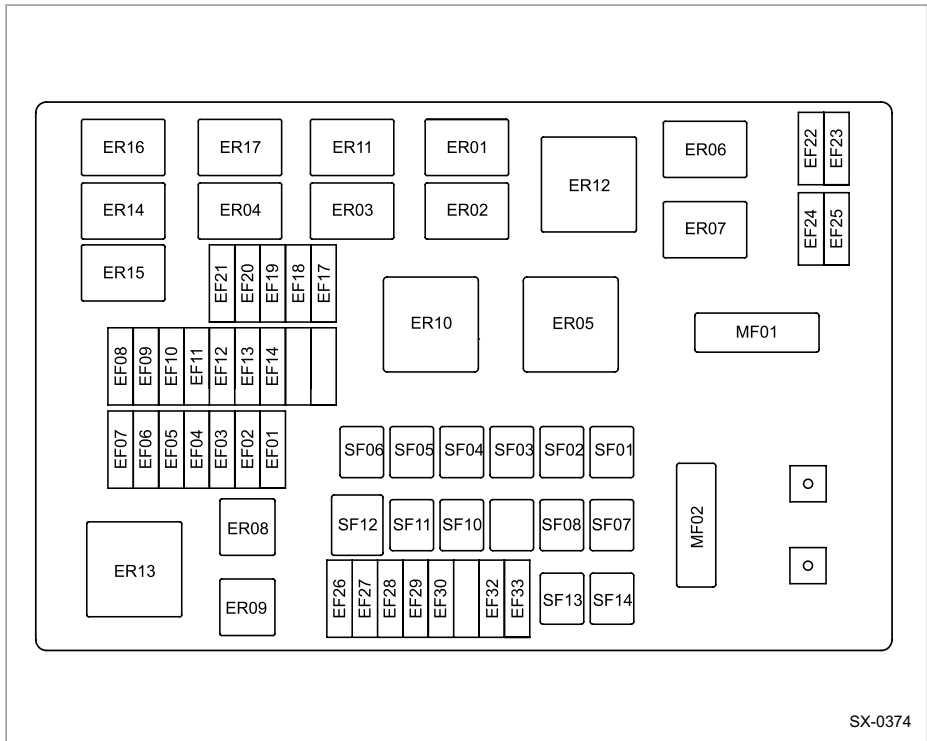 ER16 ER17 ER11 ER01 ER12 ER06 EF22 EF23
ER14 ER04 ER03 ER02 ER07 EF24 EF25
ER15 EF21 EF20 EF19 EF18 EF17
ER10 ER05 MF01
EF08 EF09 EF10 EF11 EF12 EF13 EF14
EF07 EF06 EF05 EF04 EF03 EF02 EF01
SF06 SF05 SF04 SF03 SF02 SF01
ER08 SF12 SF11 SF10 SF08 SF07 MF02
ER13
ER09 EF26 EF27 EF28 EF29 EF30 EF32 EF33 SF13 SF14
SX-0374